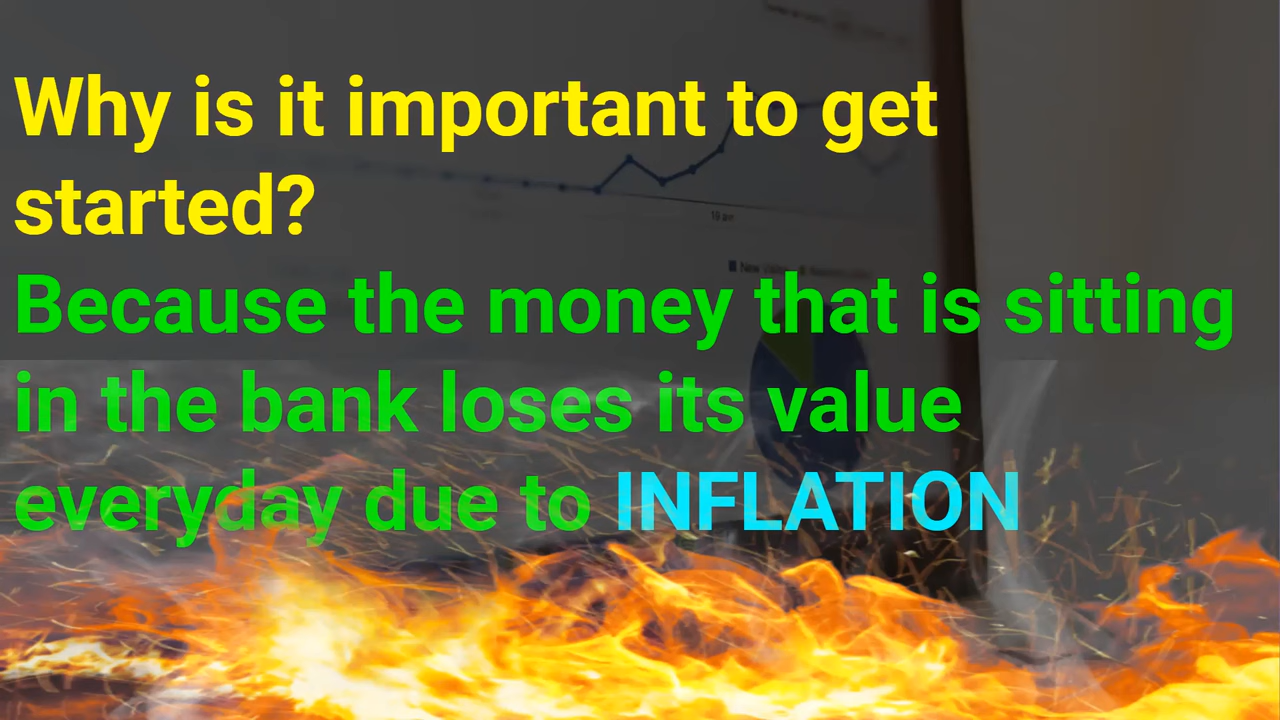 Why is it important to get
started?
Because the money that is sitting
in the bank loses its value
everyday due to INFLATION